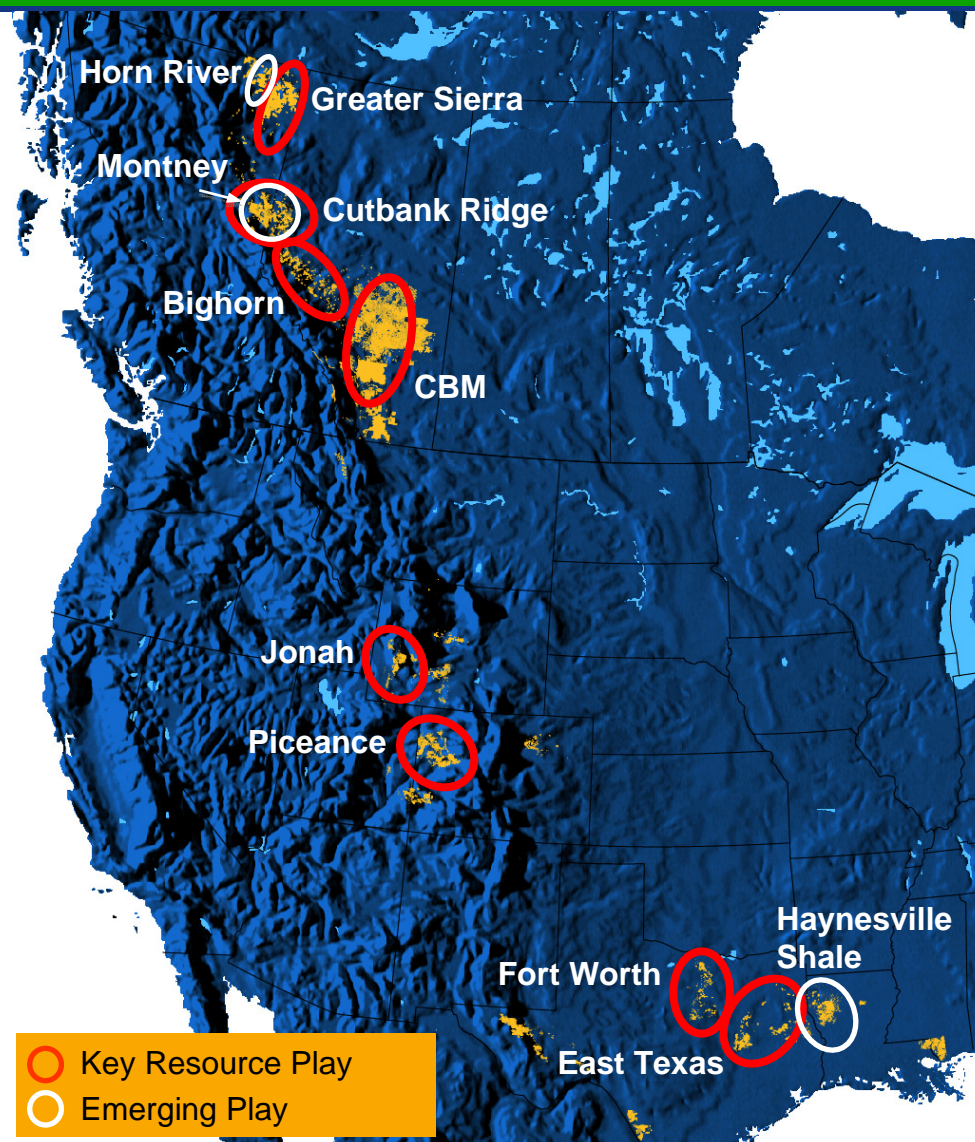 Horn River
Greater Sierra
Montney
Cutbank Ridge
Bighorn
CBM
Jonah
Piceance
Haynesville
Shale
Fort Worth
East Texas
Key Resource Play
Emerging Play